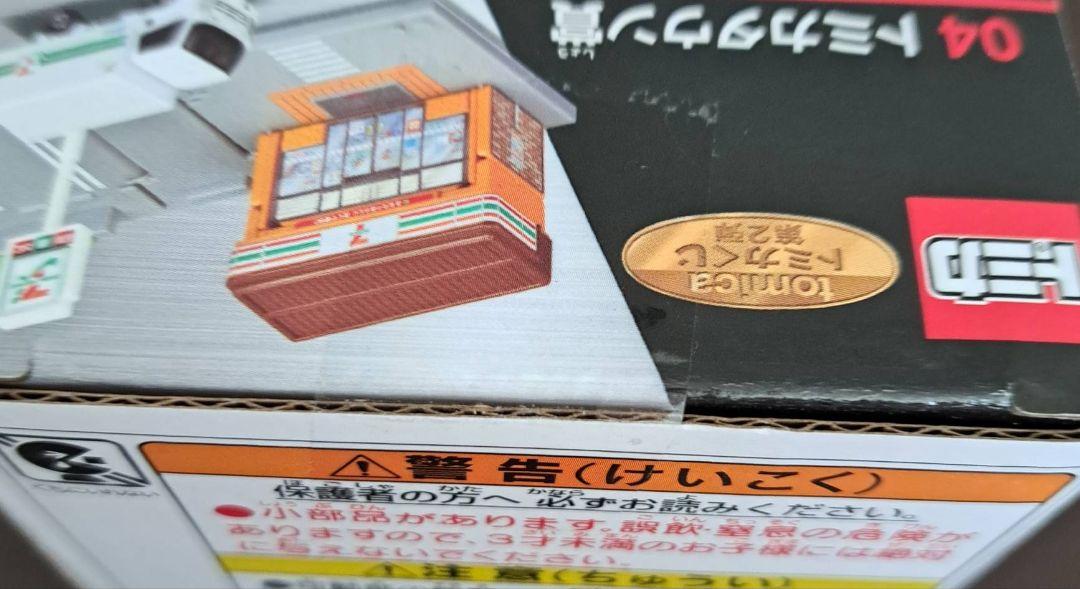 04 トミカタウン賞
トミカ
tomica
トミカくじ
第2弾
警告(けいこく)
保護者の方へ 必ずお読みください。
●小部品があります。誤飲・窒息の危険が
ありますので、3才未満のお子様には絶対
に与えないでください。
注意(ちゅうい)